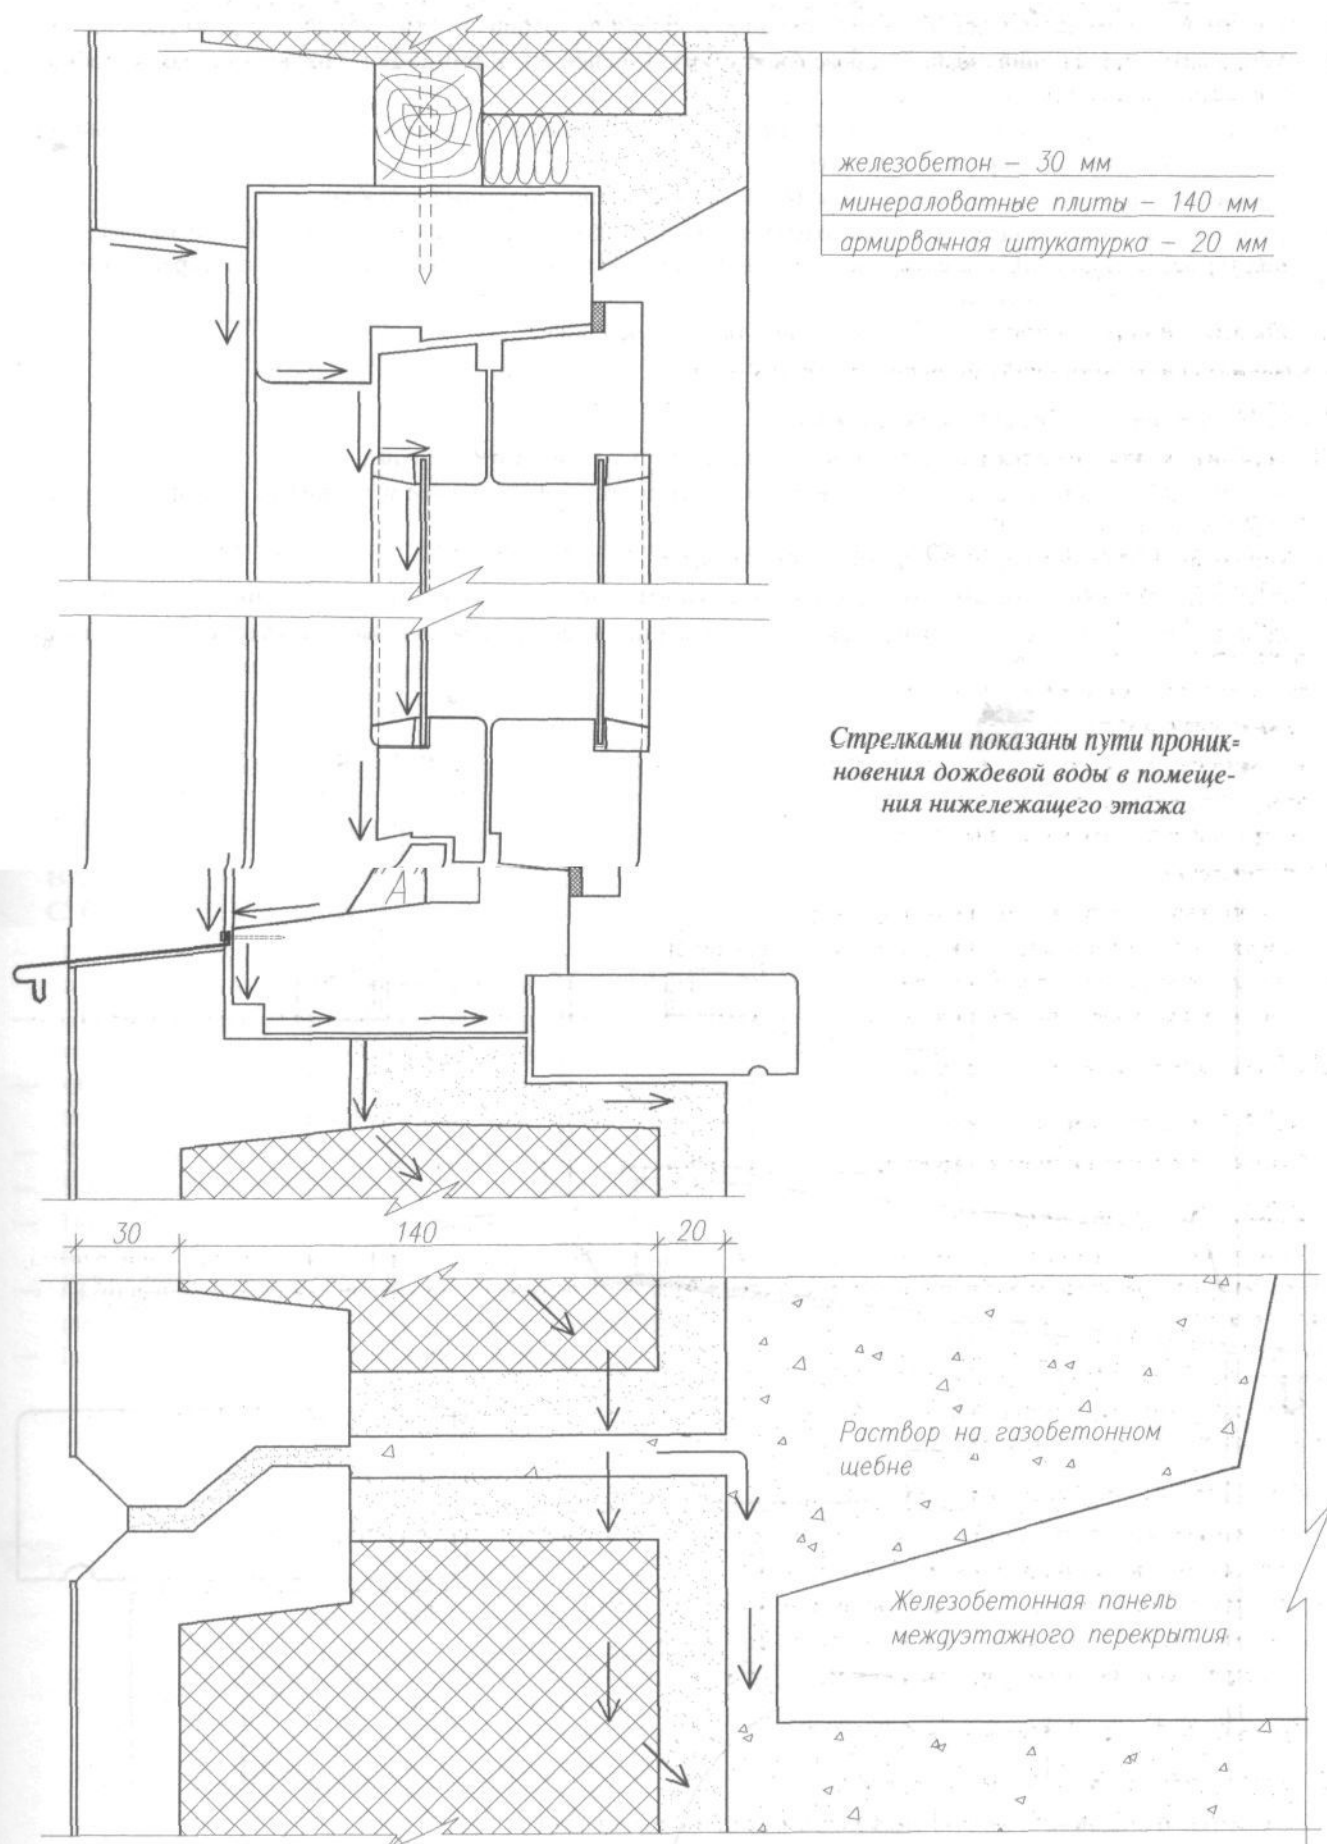 железобетон – 30 мм
минераловатные плиты – 140 мм
армирванная штукатурка – 20 мм
Стрелками показаны пути проник-
новения дождевой воды в помеще-
ния нижележащего этажа
"А"
30 140 20
Раствор на газобетонном
щебне
Железобетонная панель
междуэтажного перекрытия